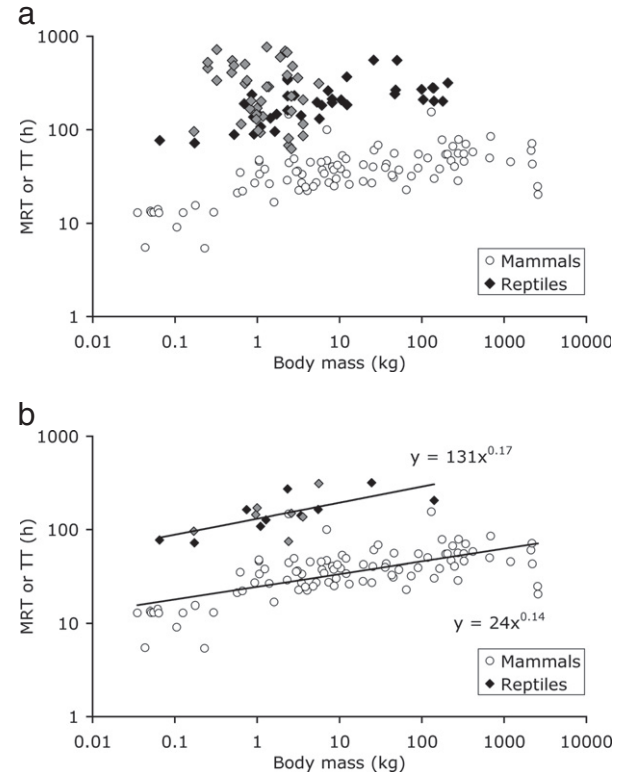 a
1000
100
10
1
MRT or TT (h)
0.01 0.1 1 10 100 1000 10000
Body mass (kg)
Mammals
Reptiles
b
1000
100
10
1
MRT or TT (h)
y = 131x^0.17
y = 24x^0.14
Mammals
Reptiles
0.01 0.1 1 10 100 1000 10000
Body mass (kg)